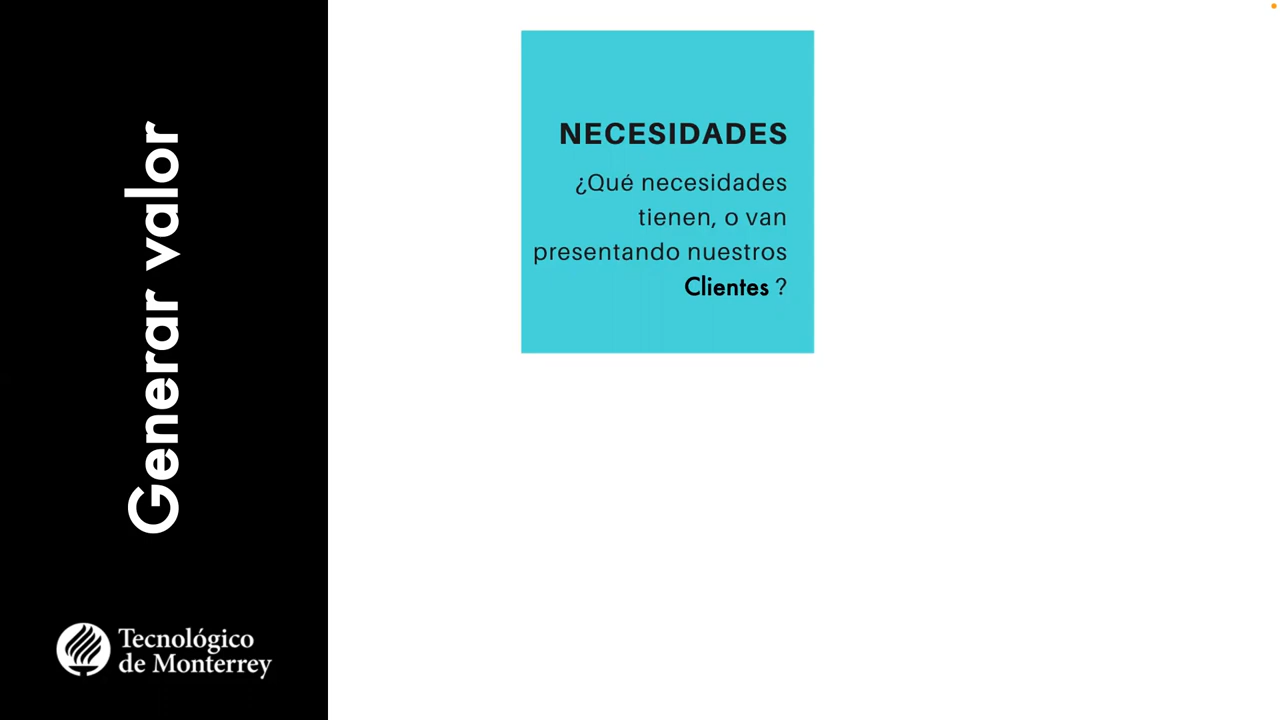 Generar valor
NECESIDADES
¿Qué necesidades
tienen, o van
presentando nuestros
Clientes ?
Tecnológico
de Monterrey